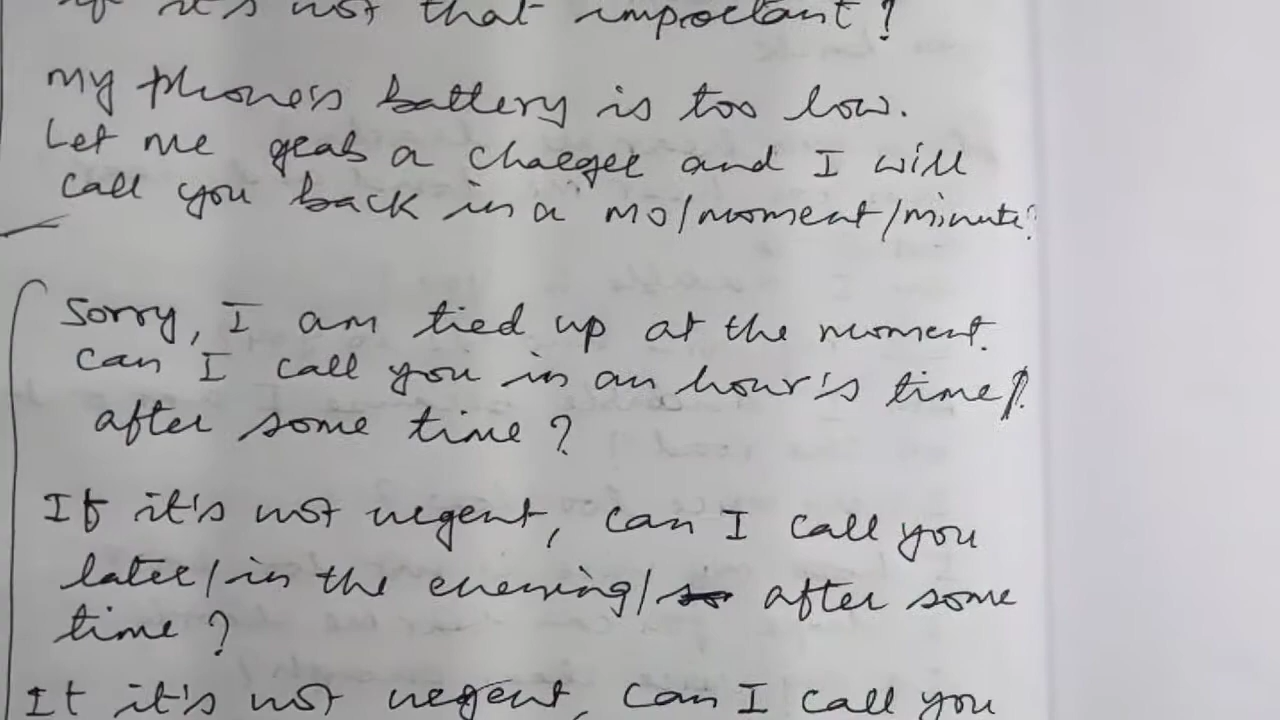 if it's not that important?
My phone's battery is too low.
Let me grab a charger and I will
call you back in a mo/moment/minute?
Sorry, I am tied up at the moment.
Can I call you in an hour's time/.
after some time?
If it's not urgent, can I call you
later/in the evening/so after some
time?
If it's not urgent, can I call you